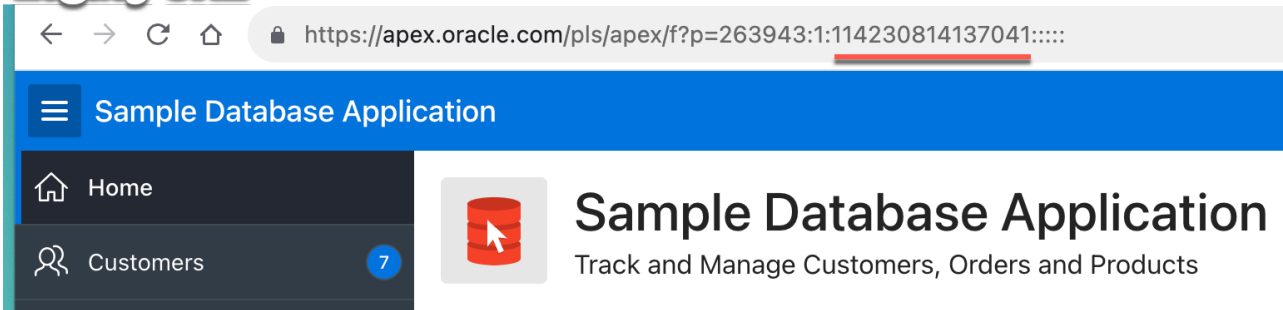 https://apex.oracle.com/pls/apex/f?p=263943:1:114230814137041:::::
Sample Database Application
Home
Customers 7
Sample Database Application
Track and Manage Customers, Orders and Products